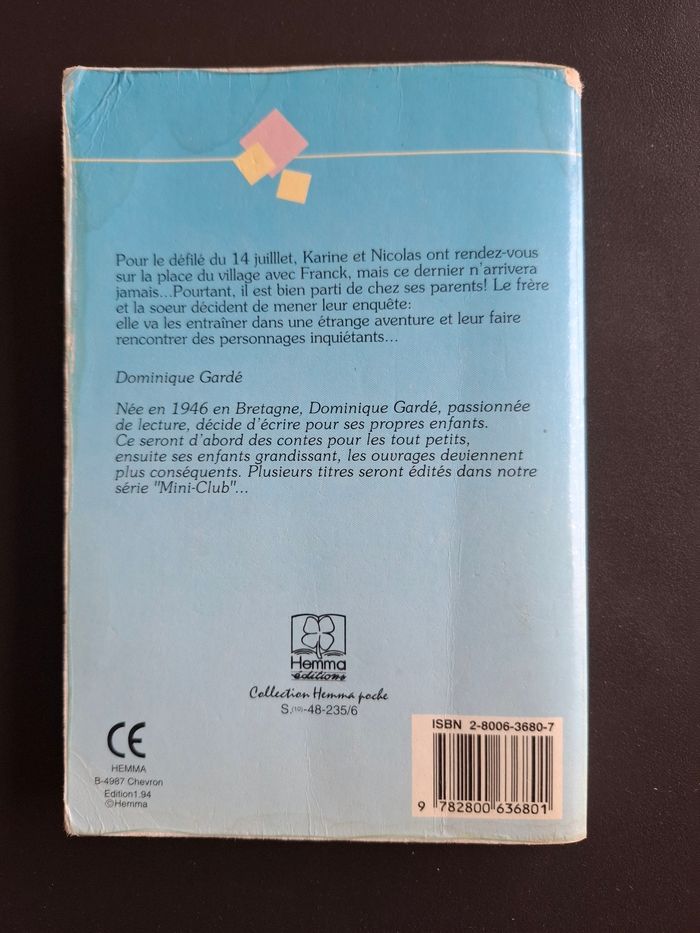 Pour le défilé du 14 juilllet, Karine et Nicolas ont rendez-vous
sur la place du village avec Franck, mais ce dernier n'arrivera
jamais...Pourtant, il est bien parti de chez ses parents! Le frère
et la soeur décident de mener leur enquête:
elle va les entraîner dans une étrange aventure et leur faire
rencontrer des personnages inquiétants...
Dominique Gardé
Née en 1946 en Bretagne, Dominique Gardé, passionnée
de lecture, décide d'écrire pour ses propres enfants.
Ce seront d'abord des contes pour les tout petits,
ensuite ses enfants grandissant, les ouvrages deviennent
plus conséquents. Plusieurs titres seront édités dans notre
série "Mini-Club"...
Hemma
éditions
Collection Hemma poche
S.(10)-48-235/6
CE
HEMMA
B-4987 Chevron
Edition1.94
©Hemma
ISBN 2-8006-3680-7
9 782800 636801